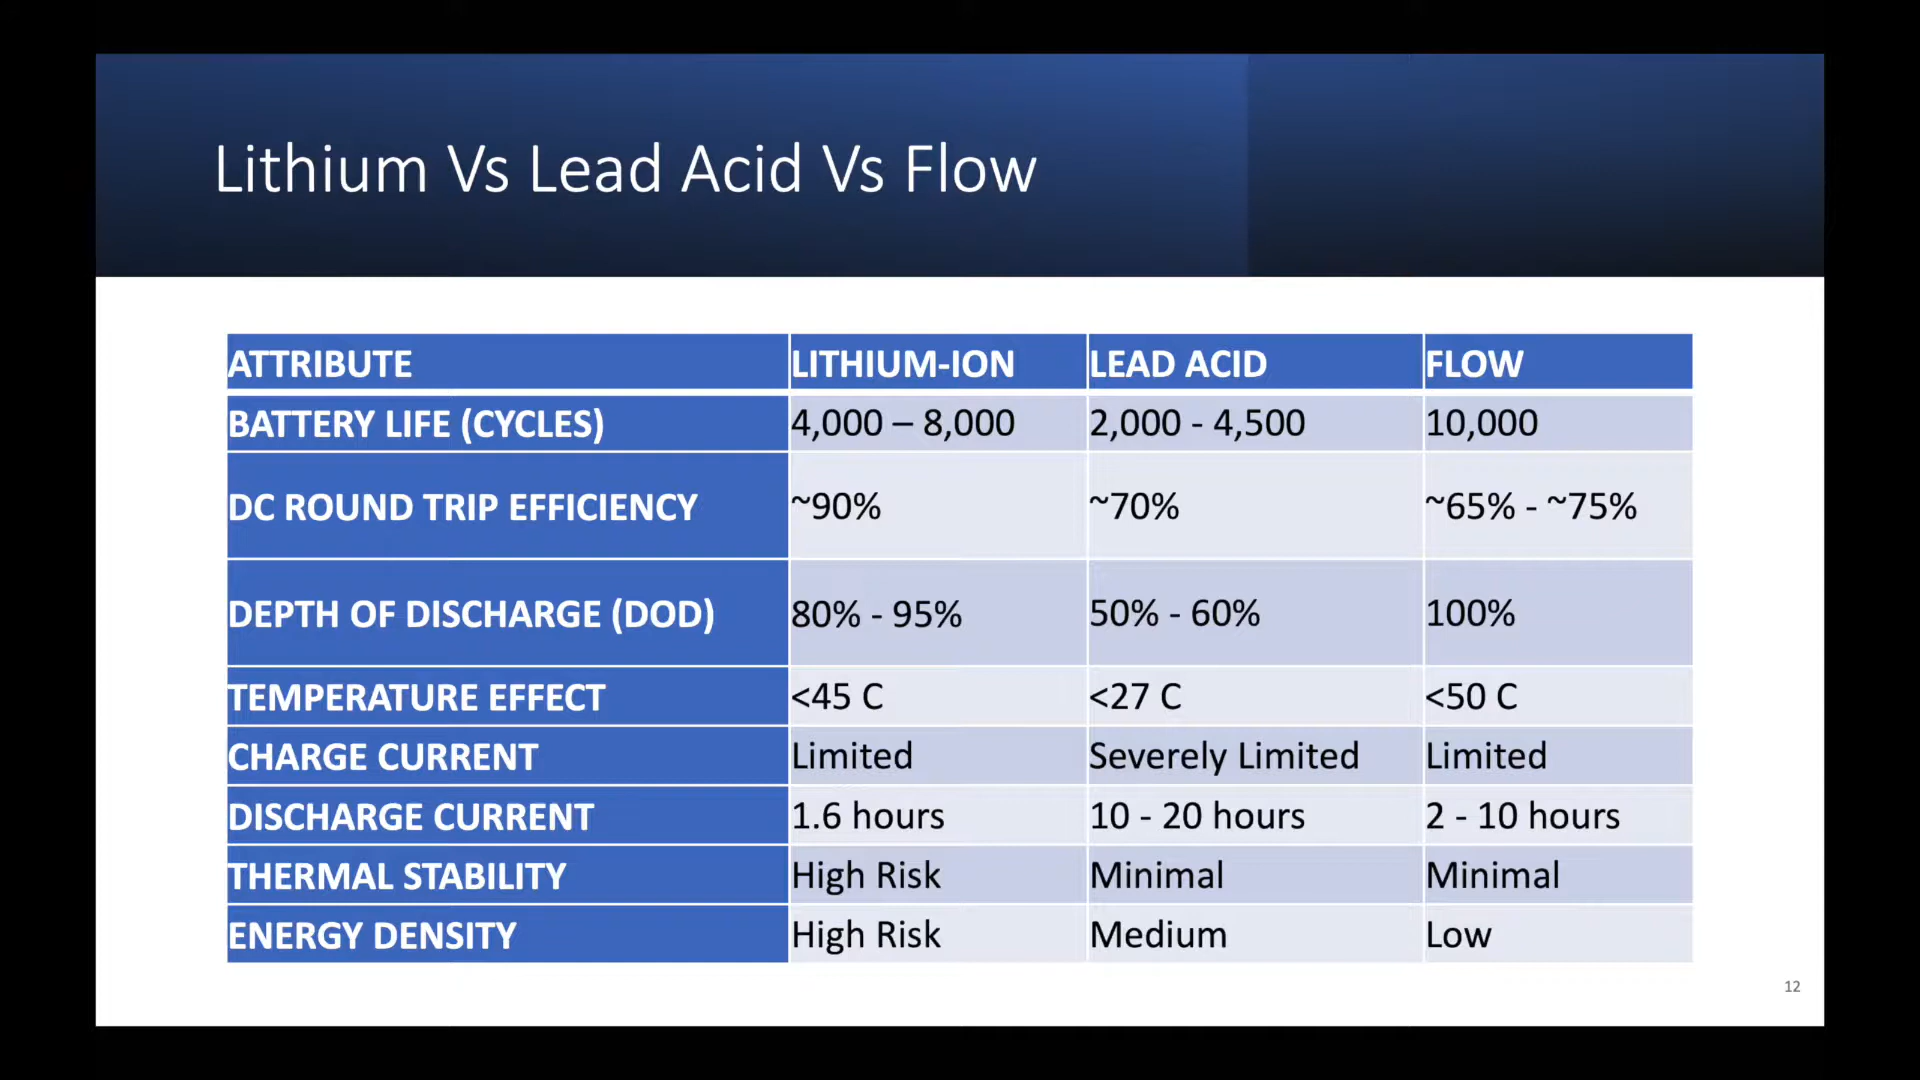 Lithium Vs Lead Acid Vs Flow
ATTRIBUTE LITHIUM-ION LEAD ACID FLOW
BATTERY LIFE (CYCLES) 4,000 – 8,000 2,000 - 4,500 10,000
DC ROUND TRIP EFFICIENCY ~90% ~70% ~65% - ~75%
DEPTH OF DISCHARGE (DOD) 80% - 95% 50% - 60% 100%
TEMPERATURE EFFECT <45 C <27 C <50 C
CHARGE CURRENT Limited Severely Limited Limited
DISCHARGE CURRENT 1.6 hours 10 - 20 hours 2 - 10 hours
THERMAL STABILITY High Risk Minimal Minimal
ENERGY DENSITY High Risk Medium Low
12